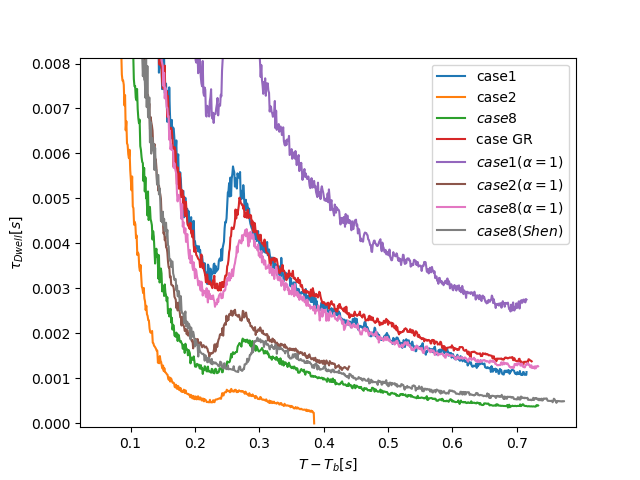 0.008
0.007
0.006
0.005
0.004
0.003
0.002
0.001
0.000
τ_Dwell[s]
case1
case2
case8
case GR
case1(α = 1)
case2(α = 1)
case8(α = 1)
case8(Shen)
0.1 0.2 0.3 0.4 0.5 0.6 0.7
T − T_b[s]